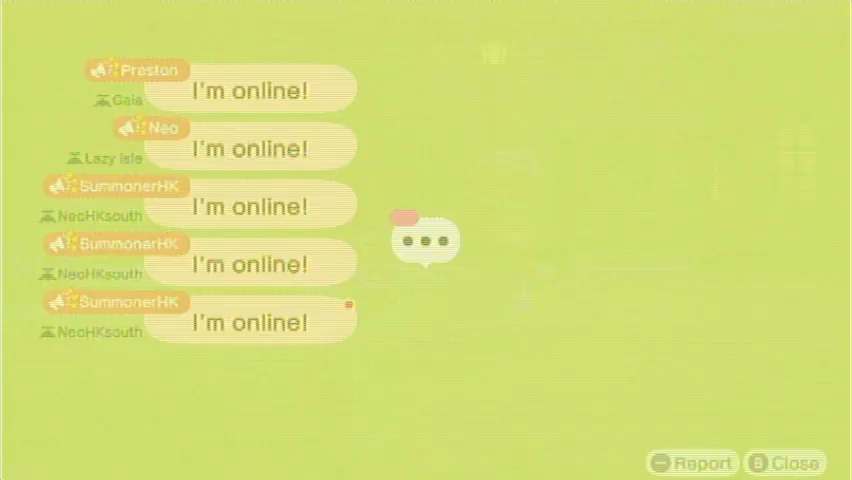 Preston
I'm online!
Gaia
Neo
I'm online!
Lazy Isle
SummonerHK
I'm online!
NeoHKsouth
SummonerHK
I'm online!
NeoHKsouth
SummonerHK
I'm online!
NeoHKsouth
Report
B Close